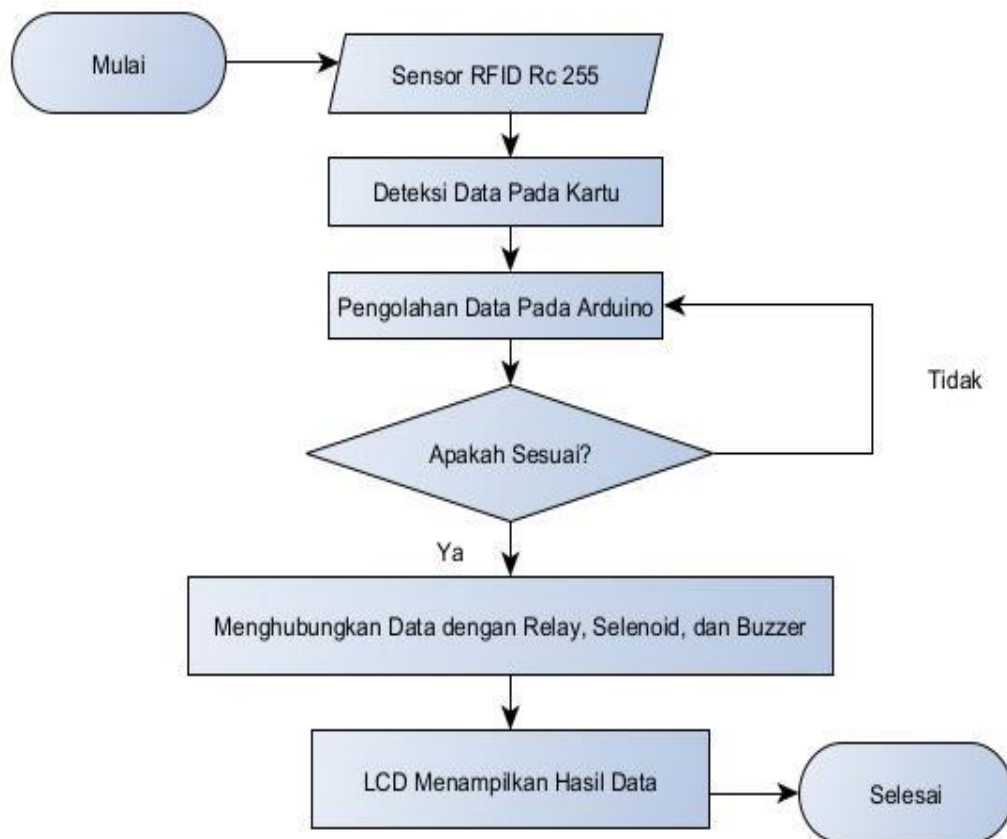 Mulai
Sensor RFID Rc 255
Deteksi Data Pada Kartu
Pengolahan Data Pada Arduino
Tidak
Apakah Sesuai?
Ya
Menghubungkan Data dengan Relay, Selenoid, dan Buzzer
LCD Menampilkan Hasil Data
Selesai